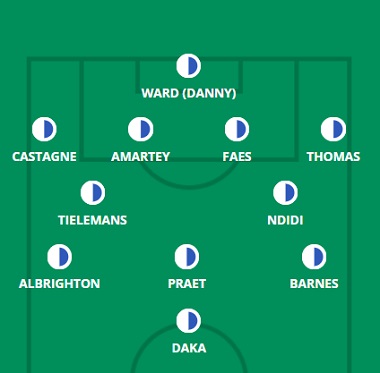 WARD (DANNY)
CASTAGNE AMARTEY FAES THOMAS
TIELEMANS NDIDI
ALBRIGHTON PRAET BARNES
DAKA